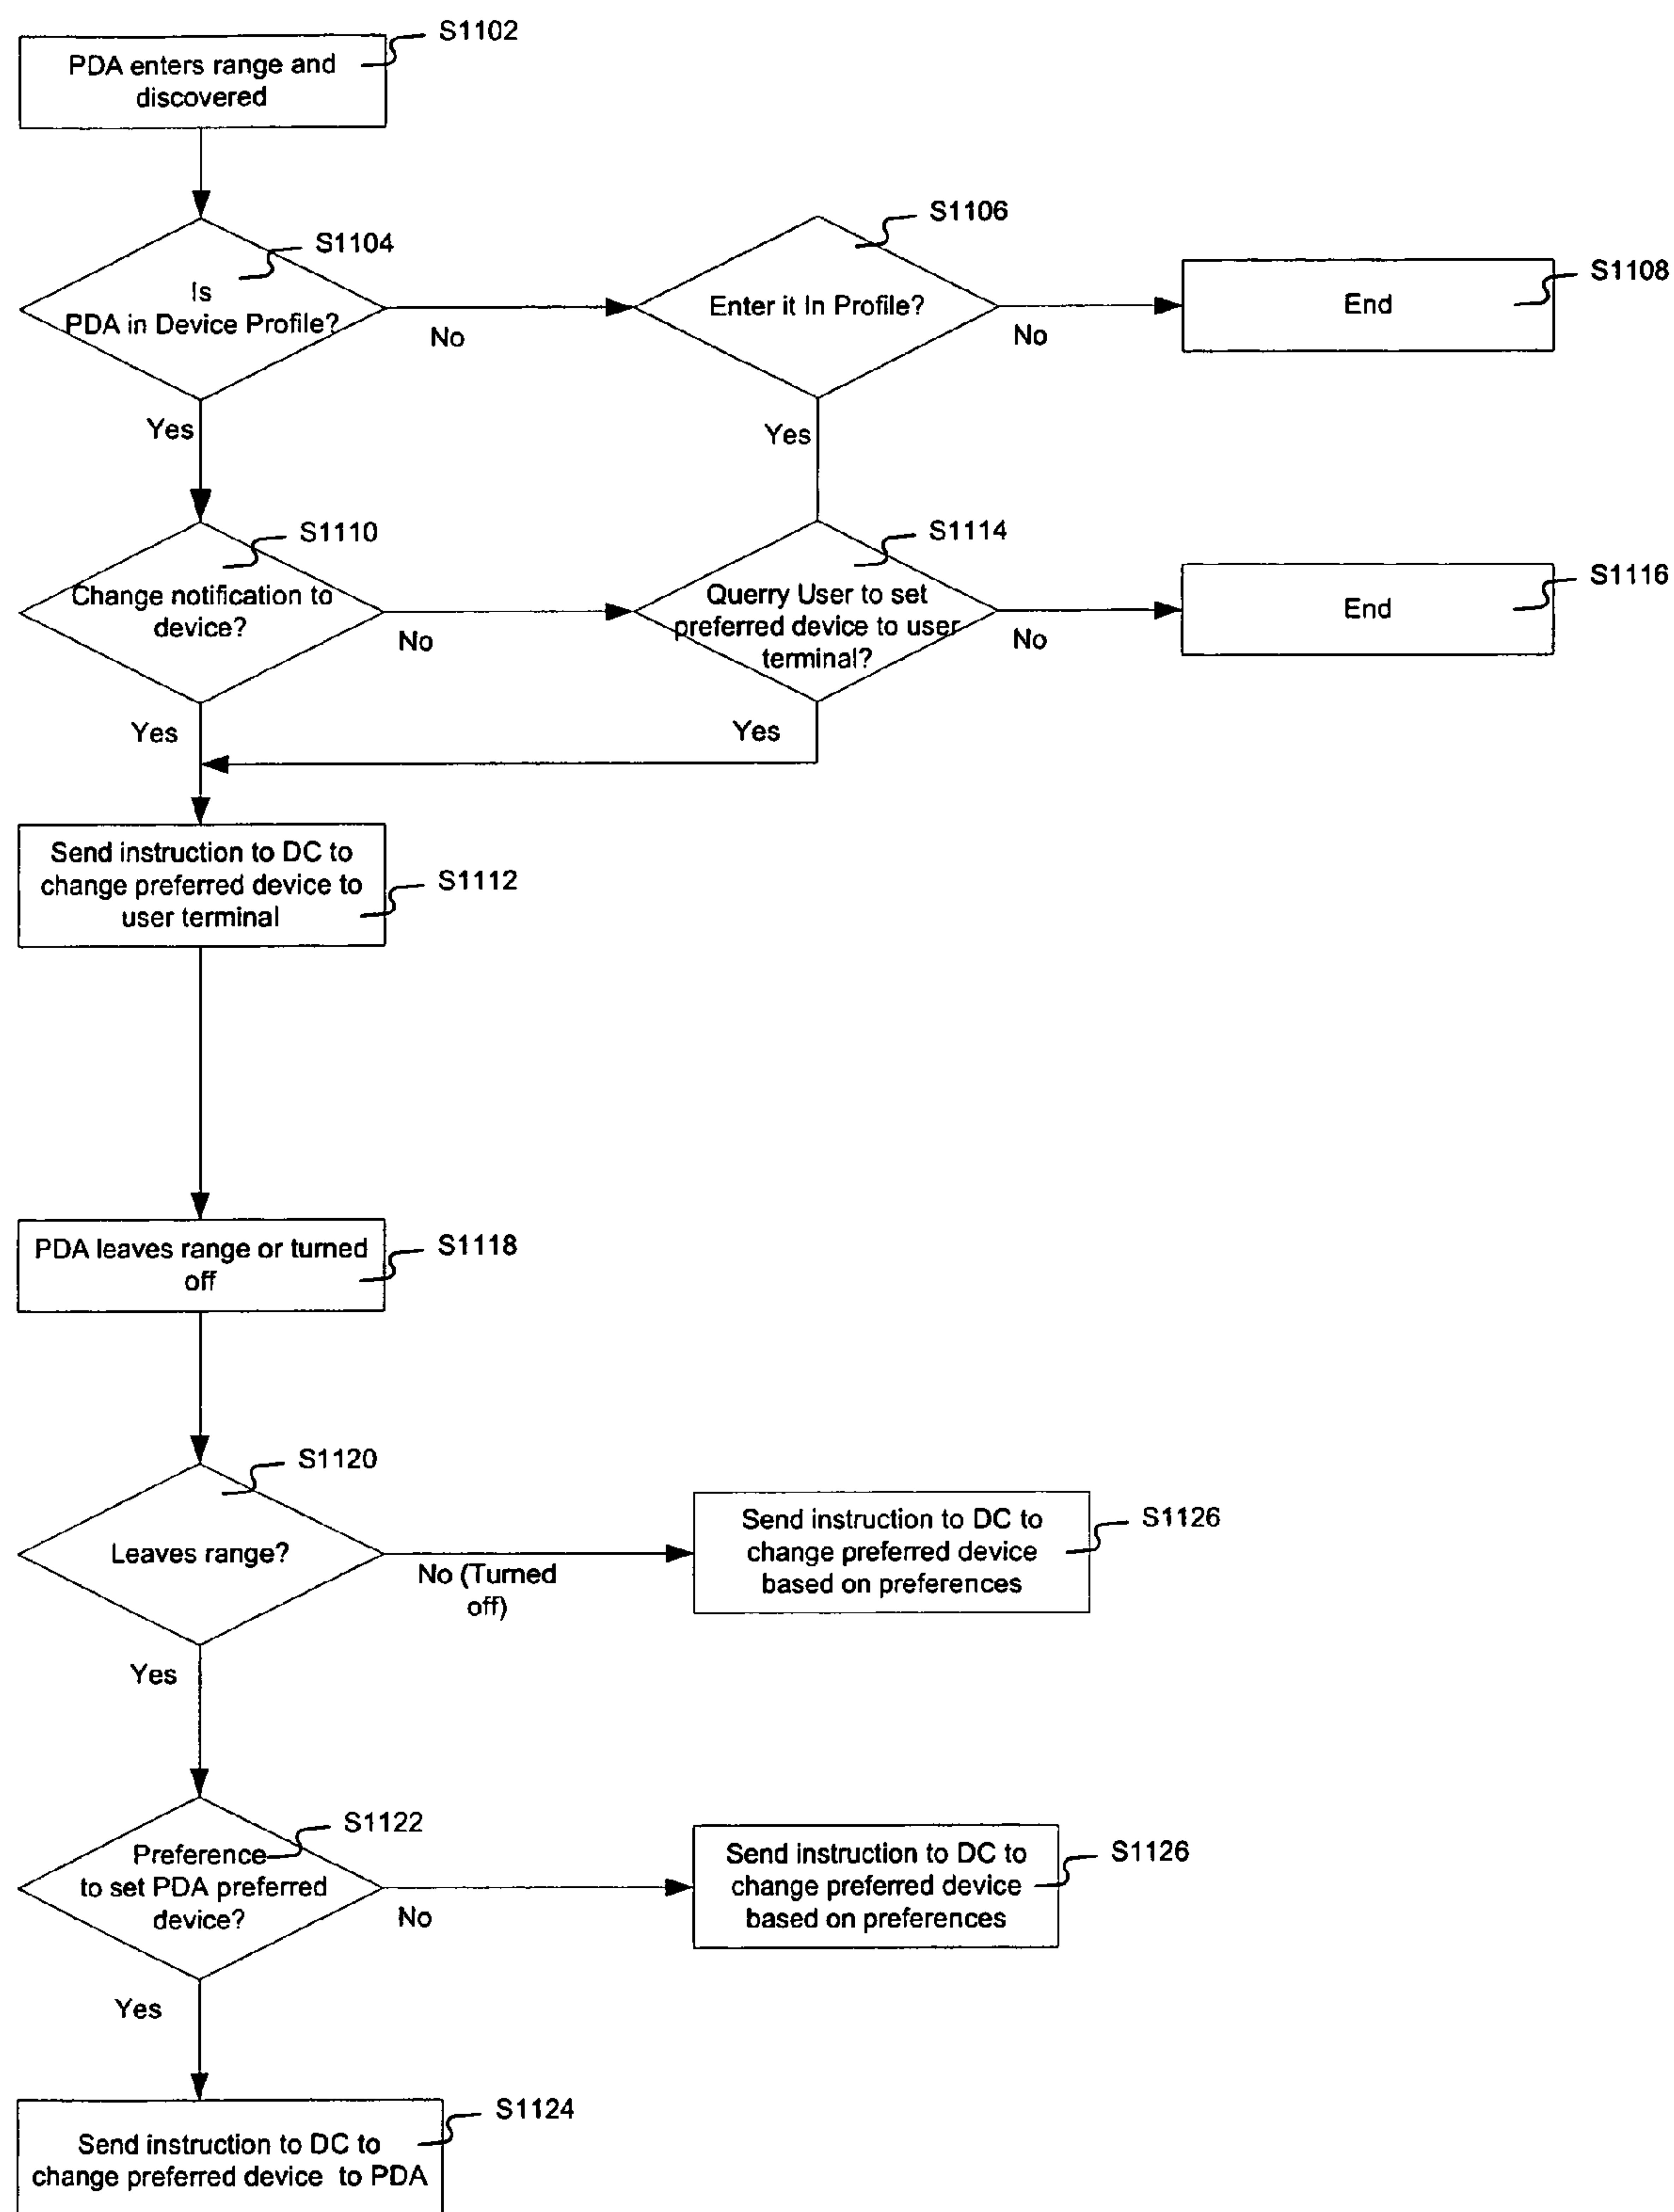 S1102
PDA enters range and
discovered
S1104
Is
PDA in Device Profile?
No
Yes
S1106
Enter it In Profile?
No
Yes
S1108
End
S1110
Change notification to
device?
No
Yes
S1114
Querry User to set
preferred device to user
terminal?
No
Yes
S1116
End
Send instruction to DC to
change preferred device to
user terminal
S1112
PDA leaves range or turned
off
S1118
S1120
Leaves range?
No (Turned
off)
Yes
Send instruction to DC to
change preferred device
based on preferences
S1126
S1122
Preference
to set PDA preferred
device?
No
Yes
Send instruction to DC to
change preferred device
based on preferences
S1126
S1124
Send instruction to DC to
change preferred device to PDA